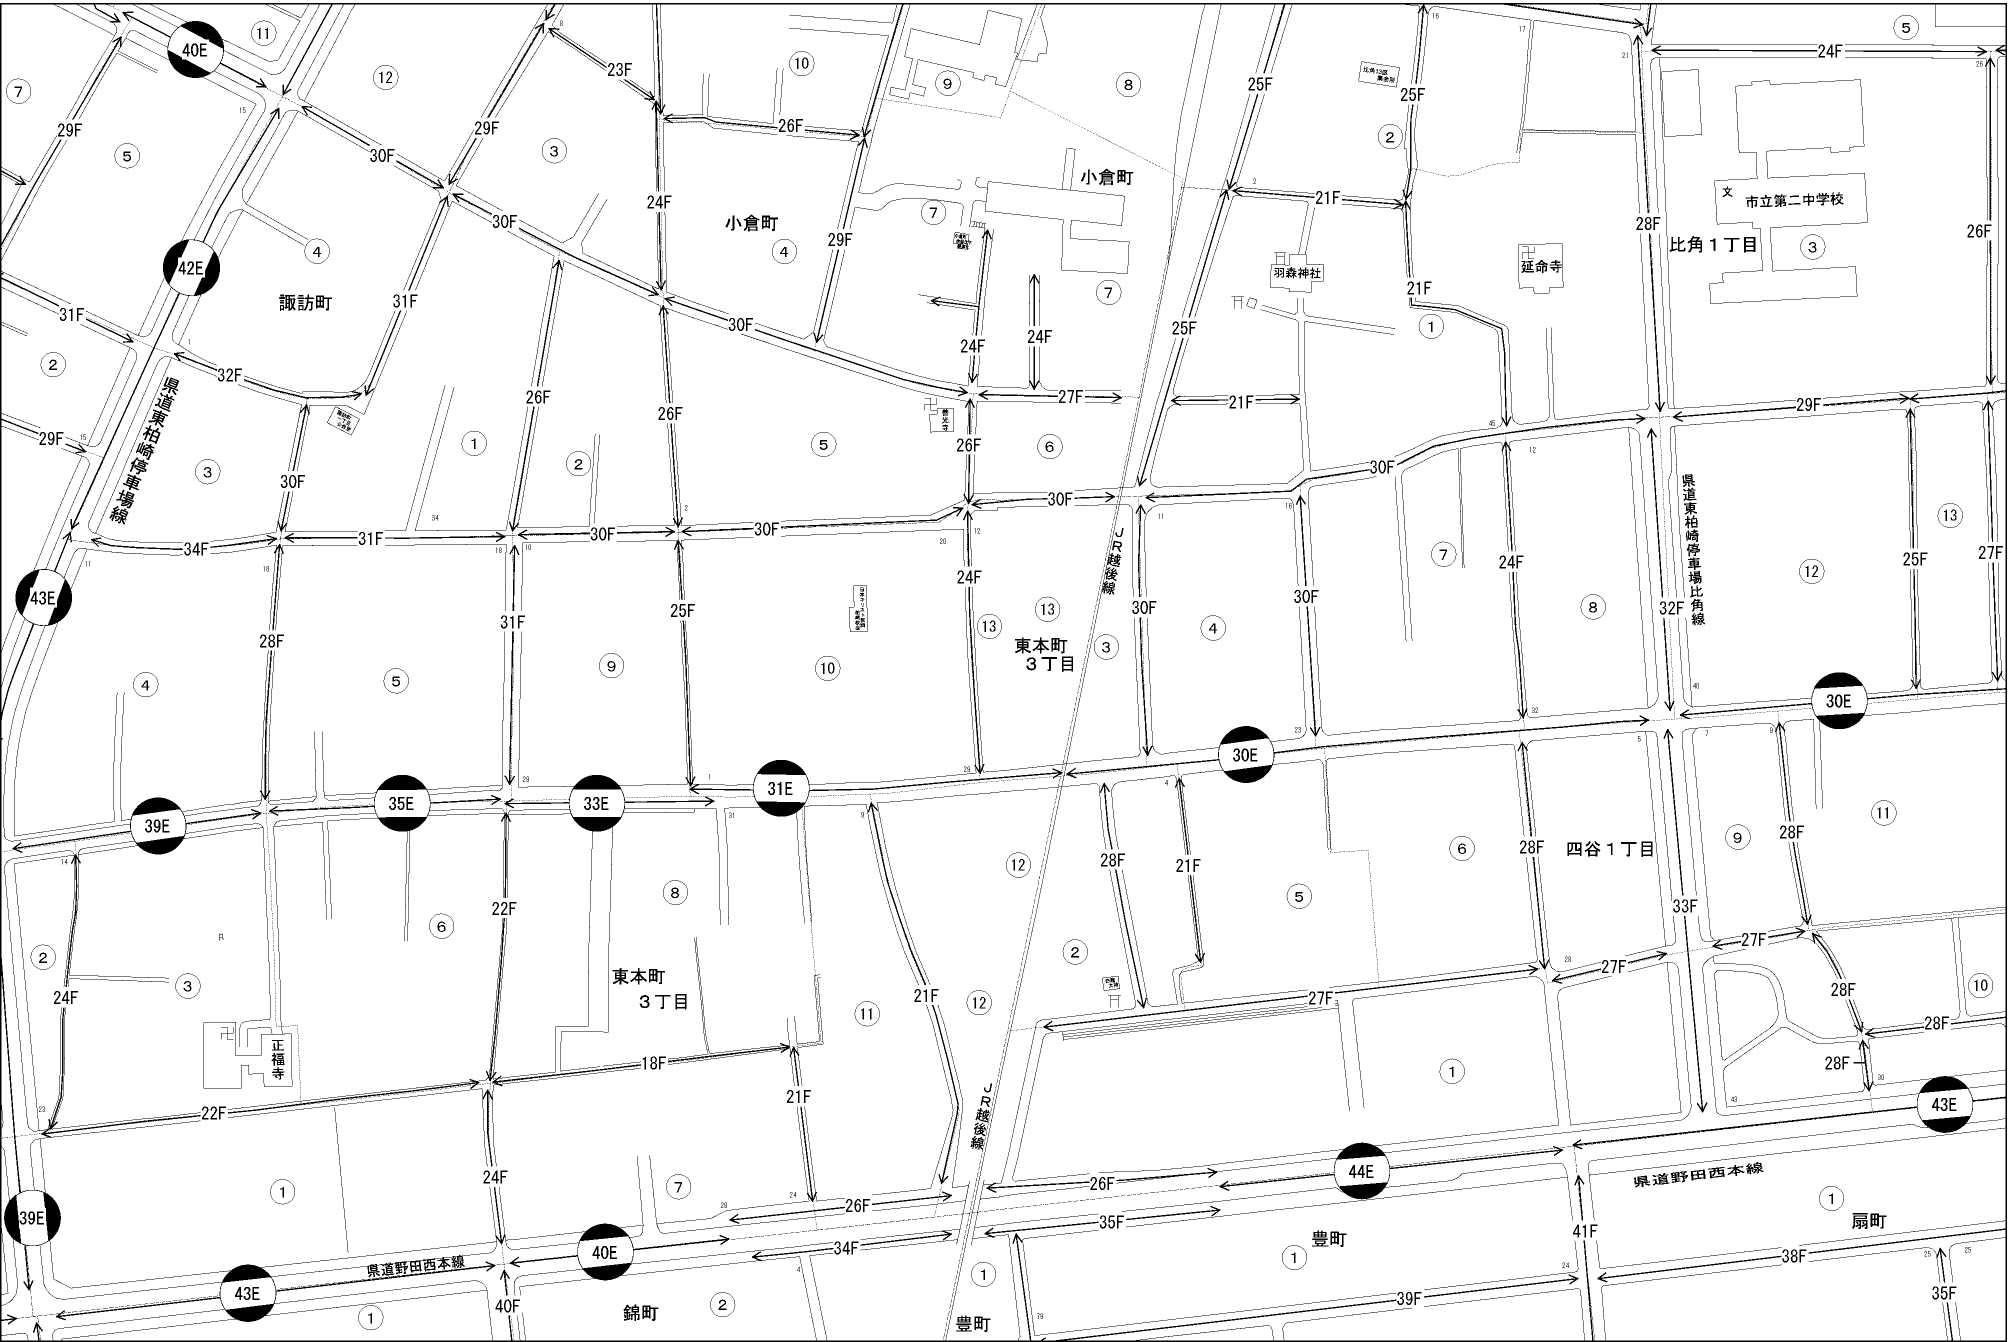 40E
⑪
⑫
23F
⑩
⑨
⑧
25F
25F
比角13区
集会所
24F
⑤
⑦
29F
⑤
30F
29F
③
26F
②
文
市立第二中学校
比角1丁目
③
26F
28F
42E
④
諏訪町
30F
24F
小倉町
④
29F
小倉町
⑦
⑦
21F
羽森神社
延命寺
21F
①
31F
31F
②
32F
県道東柏崎停車場線
30F
24F
24F
25F
26F
26F
27F
21F
29F
29F
③
30F
①
②
⑤
26F
⑥
30F
30F
県道東柏崎停車場比角線
⑬
34F
31F
30F
30F
JR越後線
⑦
24F
⑫
25F
27F
43E
28F
31F
25F
24F
⑬
⑬
東本町
3丁目
③
30F
④
30F
⑧
32F
④
⑤
⑨
⑩
39E
35E
33E
31E
30E
30E
②
24F
③
正福寺
⑥
22F
⑧
東本町
3丁目
⑪
21F
⑫
⑫
②
28F
21F
⑤
⑥
28F
四谷1丁目
33F
⑨
28F
⑪
27F
27F
27F
28F
⑩
28F
28F
22F
18F
21F
JR越後線
①
43E
39E
①
24F
⑦
26F
26F
44E
県道野田西本線
①
扇町
県道野田西本線
43E
40E
34F
35F
豊町
①
41F
38F
①
40F
錦町
②
①
豊町
39F
35F